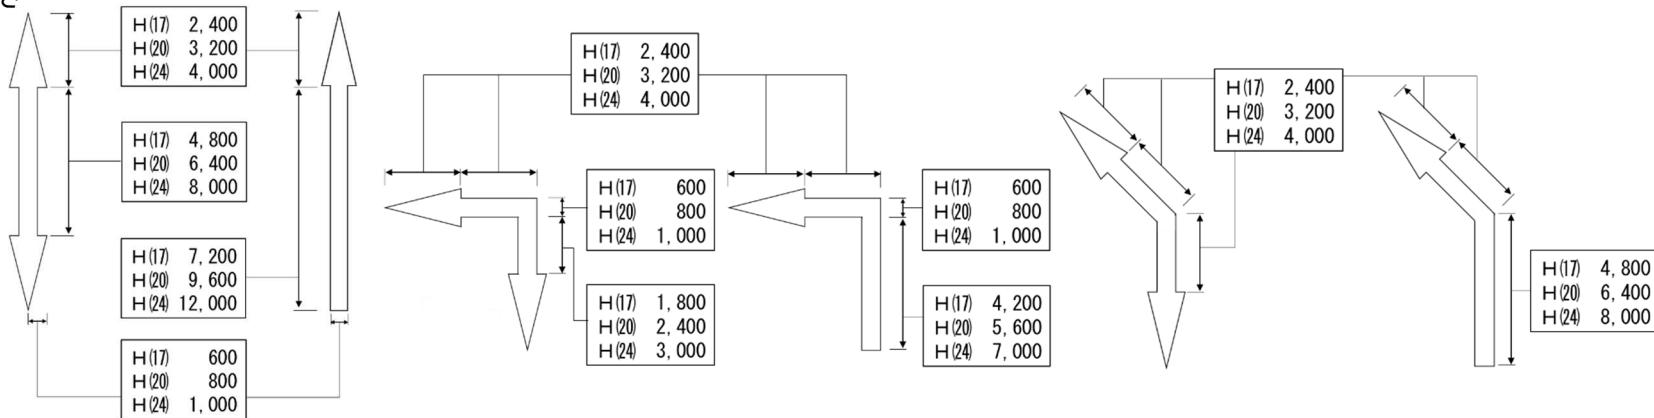 H(17) 2,400
H(20) 3,200
H(24) 4,000
H(17) 4,800
H(20) 6,400
H(24) 8,000
H(17) 7,200
H(20) 9,600
H(24) 12,000
H(17) 600
H(20) 800
H(24) 1,000
H(17) 2,400
H(20) 3,200
H(24) 4,000
H(17) 600
H(20) 800
H(24) 1,000
H(17) 1,800
H(20) 2,400
H(24) 3,000
H(17) 600
H(20) 800
H(24) 1,000
H(17) 4,200
H(20) 5,600
H(24) 7,000
H(17) 2,400
H(20) 3,200
H(24) 4,000
H(17) 4,800
H(20) 6,400
H(24) 8,000